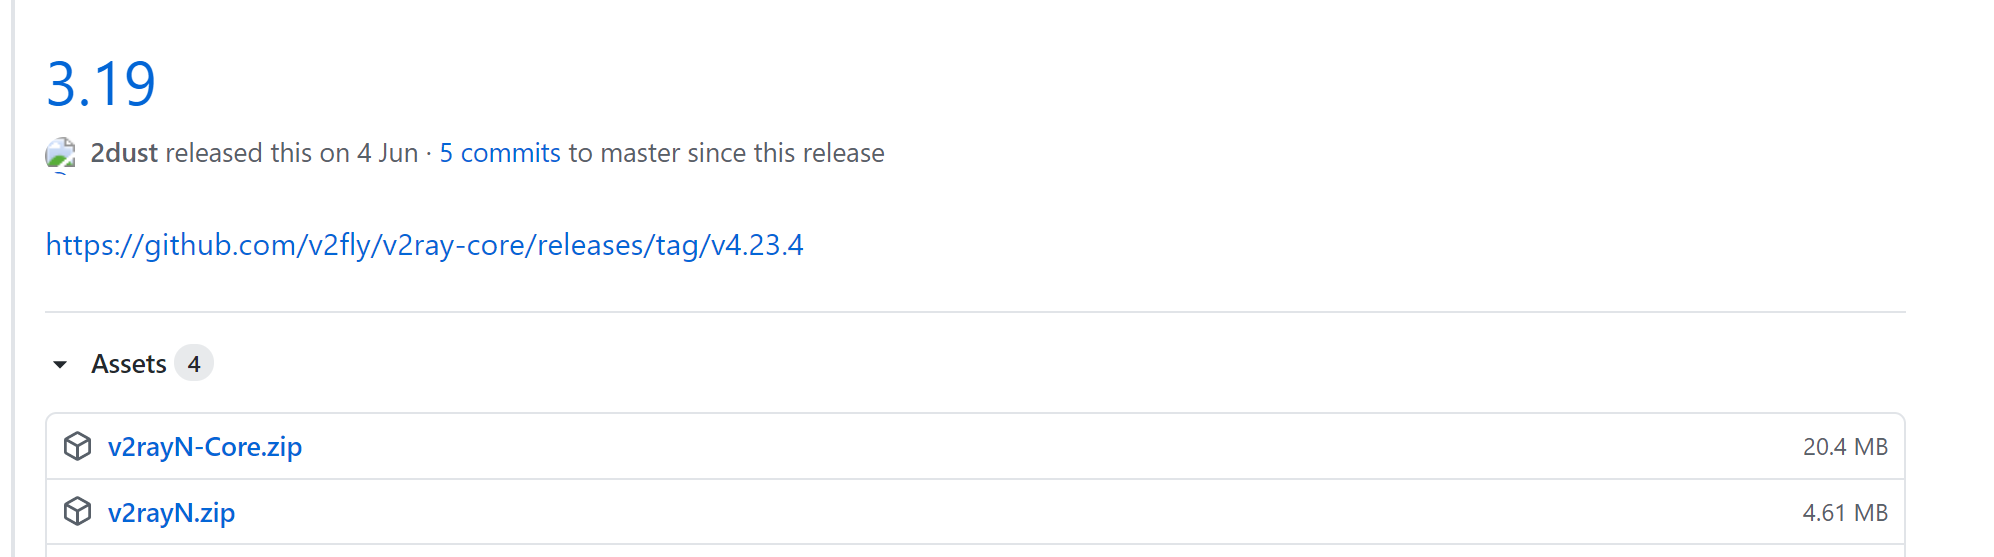 3.19
2dust released this on 4 Jun · 5 commits to master since this release
https://github.com/v2fly/v2ray-core/releases/tag/v4.23.4
Assets 4
v2rayN-Core.zip 20.4 MB
v2rayN.zip 4.61 MB